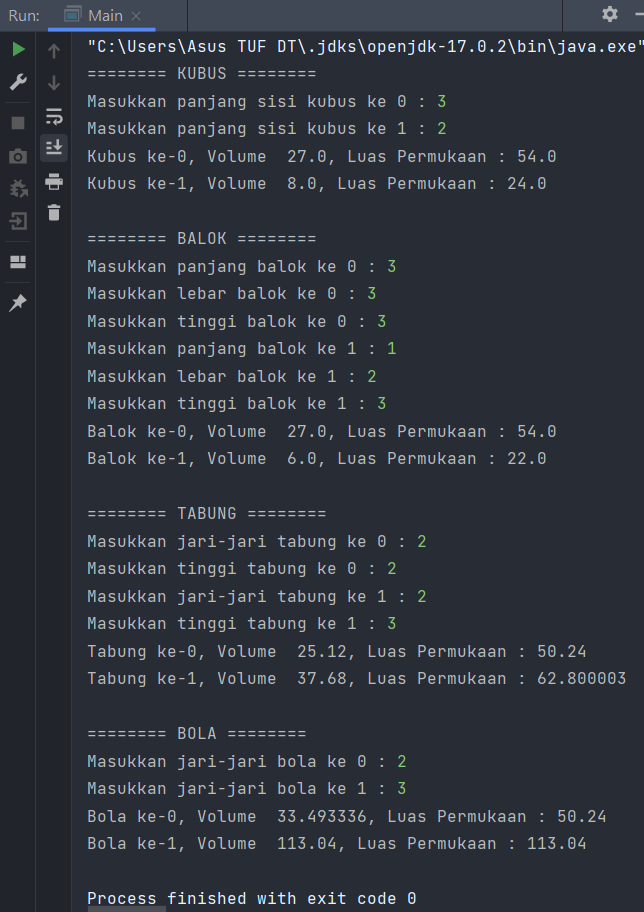 Run: Main
"C:\Users\Asus TUF DT\.jdks\openjdk-17.0.2\bin\java.exe"
======== KUBUS ========
Masukkan panjang sisi kubus ke 0 : 3
Masukkan panjang sisi kubus ke 1 : 2
Kubus ke-0, Volume  27.0, Luas Permukaan : 54.0
Kubus ke-1, Volume  8.0, Luas Permukaan : 24.0

======== BALOK ========
Masukkan panjang balok ke 0 : 3
Masukkan lebar balok ke 0 : 3
Masukkan tinggi balok ke 0 : 3
Masukkan panjang balok ke 1 : 1
Masukkan lebar balok ke 1 : 2
Masukkan tinggi balok ke 1 : 3
Balok ke-0, Volume  27.0, Luas Permukaan : 54.0
Balok ke-1, Volume  6.0, Luas Permukaan : 22.0

======== TABUNG ========
Masukkan jari-jari tabung ke 0 : 2
Masukkan tinggi tabung ke 0 : 2
Masukkan jari-jari tabung ke 1 : 2
Masukkan tinggi tabung ke 1 : 3
Tabung ke-0, Volume  25.12, Luas Permukaan : 50.24
Tabung ke-1, Volume  37.68, Luas Permukaan : 62.800003

======== BOLA ========
Masukkan jari-jari bola ke 0 : 2
Masukkan jari-jari bola ke 1 : 3
Bola ke-0, Volume  33.493336, Luas Permukaan : 50.24
Bola ke-1, Volume  113.04, Luas Permukaan : 113.04

Process finished with exit code 0